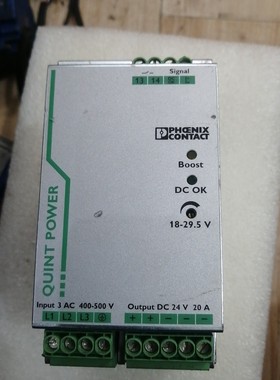 Signal
13 14
PHŒNIX
CONTACT
Boost
DC OK
18-29.5 V
QUINT POWER
Input 3 AC 400-500 V
Output DC 24 V 20 A
L1 L2 L3
+ + − − −